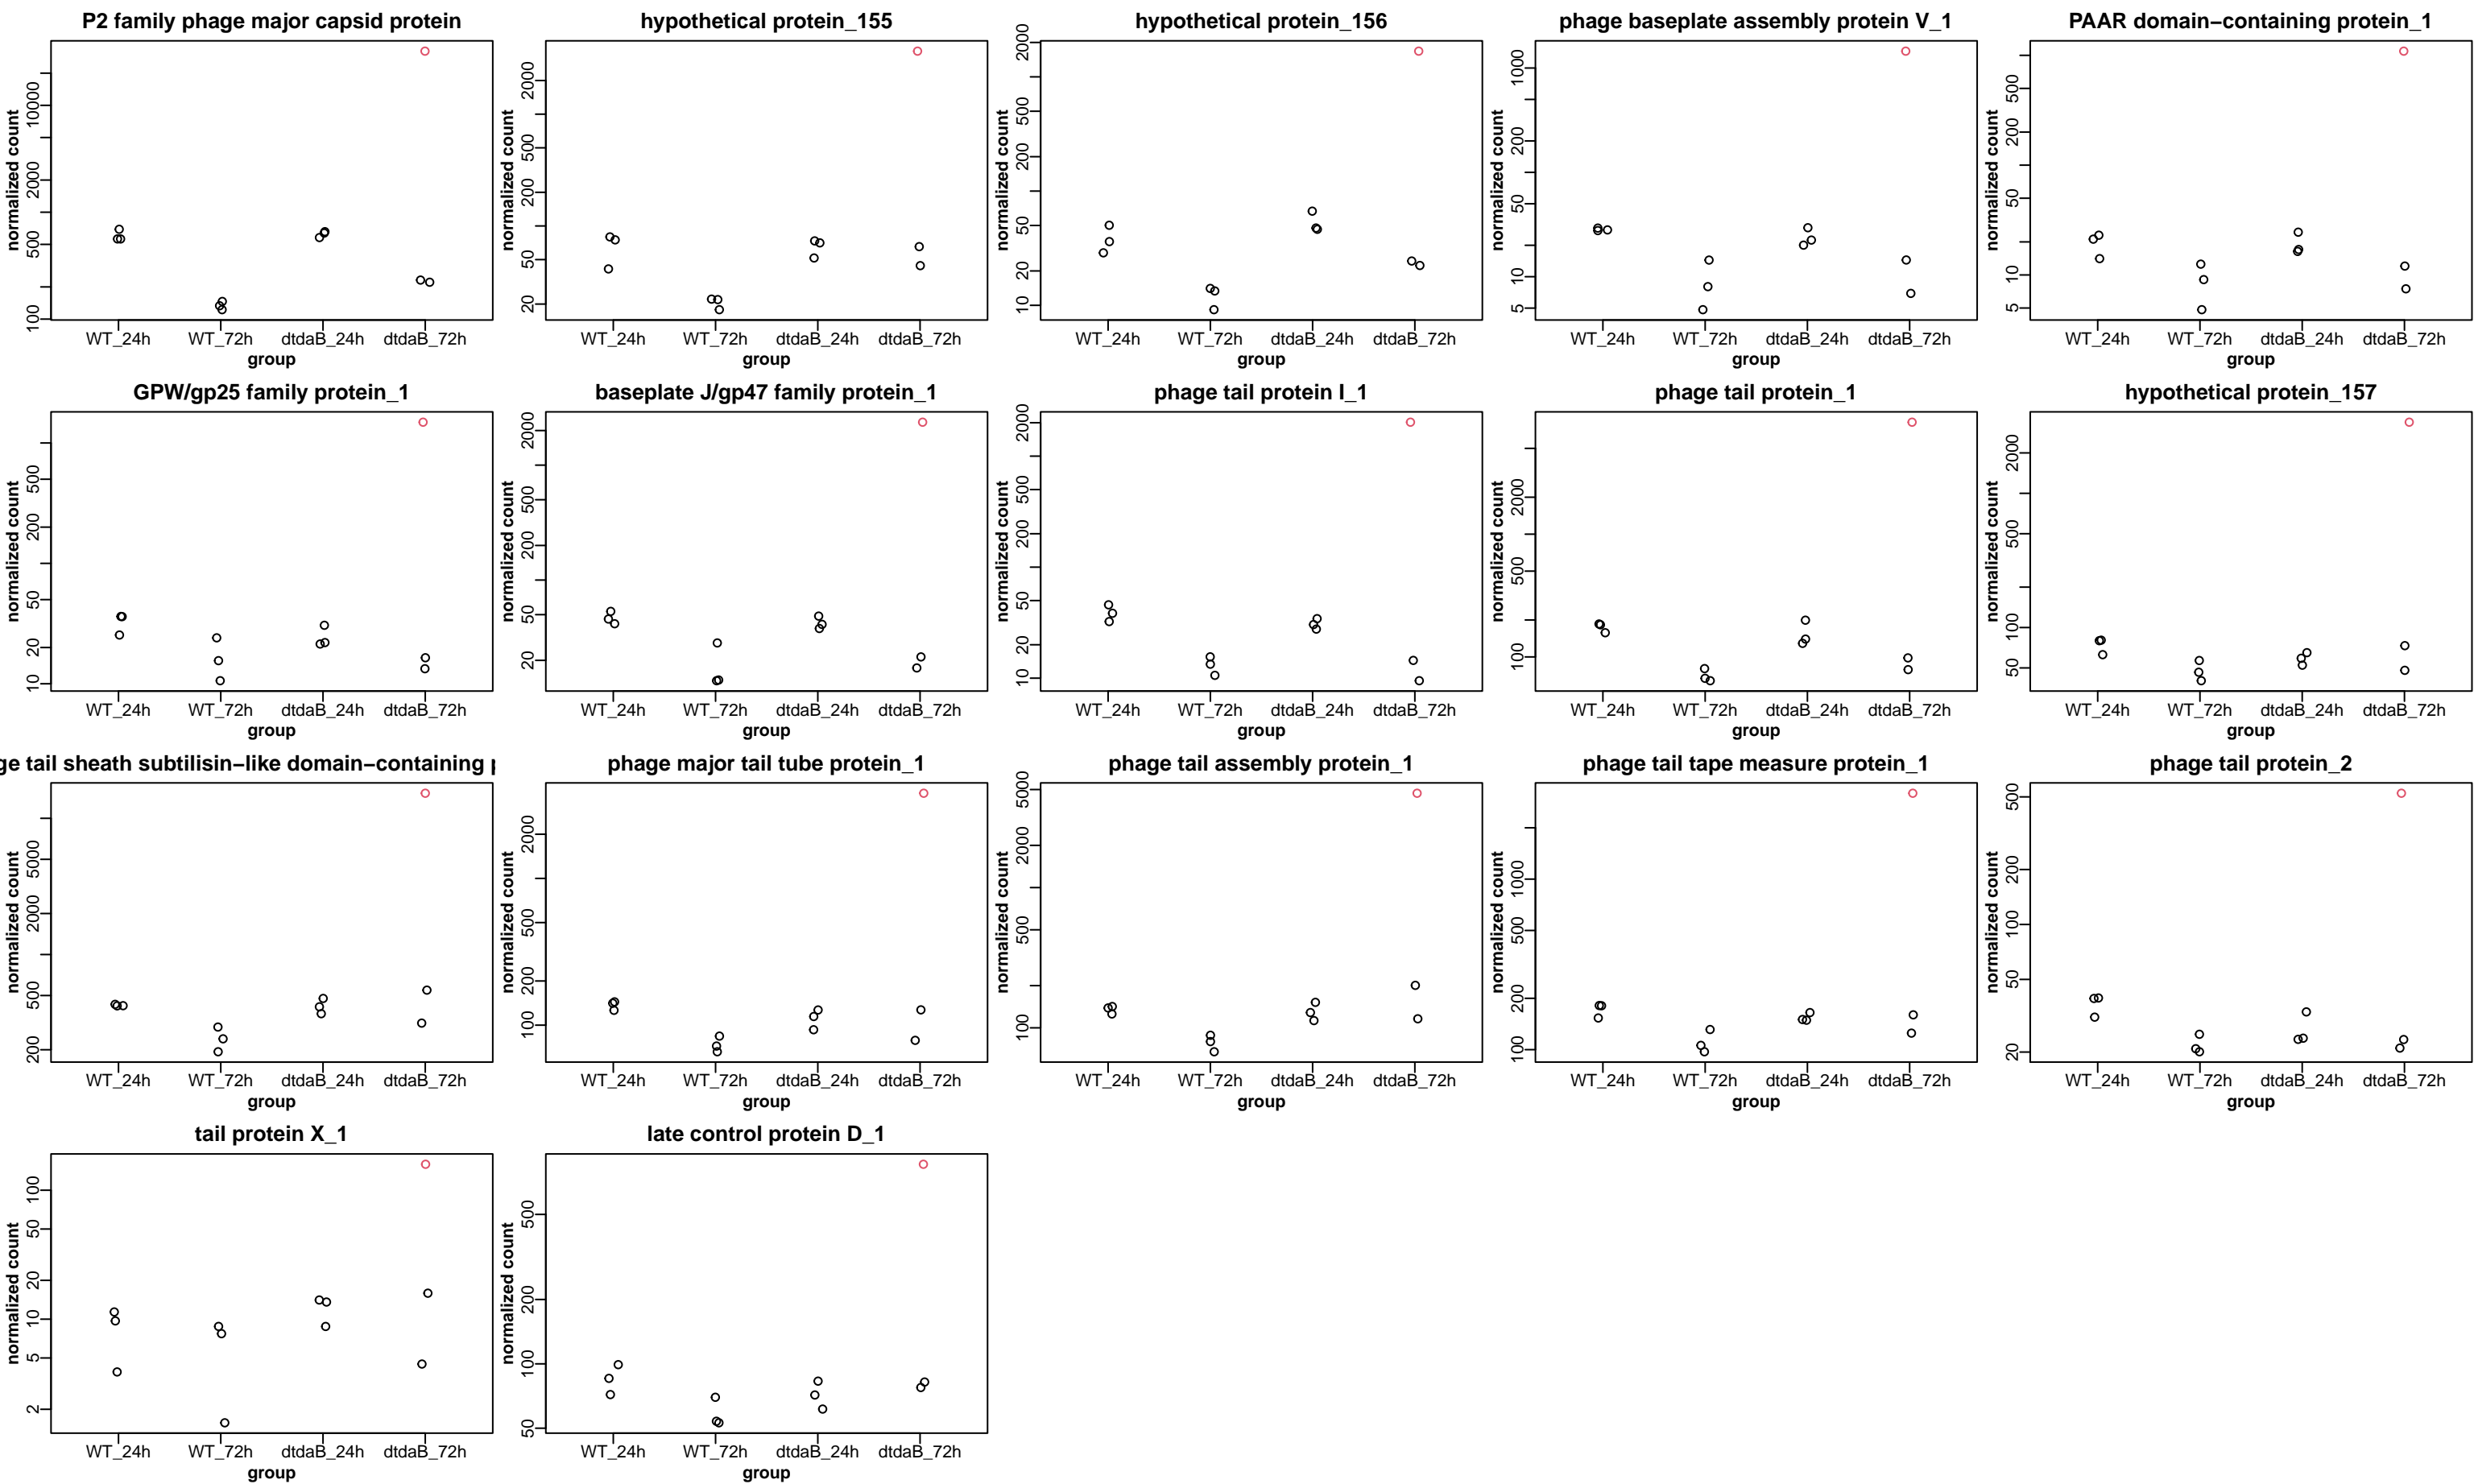 P2 family phage major capsid protein
normalized count
10000
2000
500
100
WT_24h WT_72h dtdaB_24h dtdaB_72h
group
hypothetical protein_155
normalized count
2000
500
200
50
20
WT_24h WT_72h dtdaB_24h dtdaB_72h
group
hypothetical protein_156
normalized count
2000
500
200
50
20
10
WT_24h WT_72h dtdaB_24h dtdaB_72h
group
phage baseplate assembly protein V_1
normalized count
1000
200
50
10
5
WT_24h WT_72h dtdaB_24h dtdaB_72h
group
PAAR domain−containing protein_1
normalized count
500
200
50
10
5
WT_24h WT_72h dtdaB_24h dtdaB_72h
group
GPW/gp25 family protein_1
normalized count
500
200
50
20
10
WT_24h WT_72h dtdaB_24h dtdaB_72h
group
baseplate J/gp47 family protein_1
normalized count
2000
500
200
50
20
WT_24h WT_72h dtdaB_24h dtdaB_72h
group
phage tail protein I_1
normalized count
2000
500
200
50
20
10
WT_24h WT_72h dtdaB_24h dtdaB_72h
group
phage tail protein_1
normalized count
2000
500
100
WT_24h WT_72h dtdaB_24h dtdaB_72h
group
hypothetical protein_157
normalized count
2000
500
100
50
WT_24h WT_72h dtdaB_24h dtdaB_72h
group
ge tail sheath subtilisin−like domain−containing p
normalized count
5000
2000
500
200
WT_24h WT_72h dtdaB_24h dtdaB_72h
group
phage major tail tube protein_1
normalized count
2000
500
200
100
WT_24h WT_72h dtdaB_24h dtdaB_72h
group
phage tail assembly protein_1
normalized count
5000
2000
500
100
WT_24h WT_72h dtdaB_24h dtdaB_72h
group
phage tail tape measure protein_1
normalized count
1000
500
200
100
WT_24h WT_72h dtdaB_24h dtdaB_72h
group
phage tail protein_2
normalized count
500
200
100
50
20
WT_24h WT_72h dtdaB_24h dtdaB_72h
group
tail protein X_1
normalized count
100
50
20
10
5
2
WT_24h WT_72h dtdaB_24h dtdaB_72h
group
late control protein D_1
normalized count
500
200
100
50
WT_24h WT_72h dtdaB_24h dtdaB_72h
group